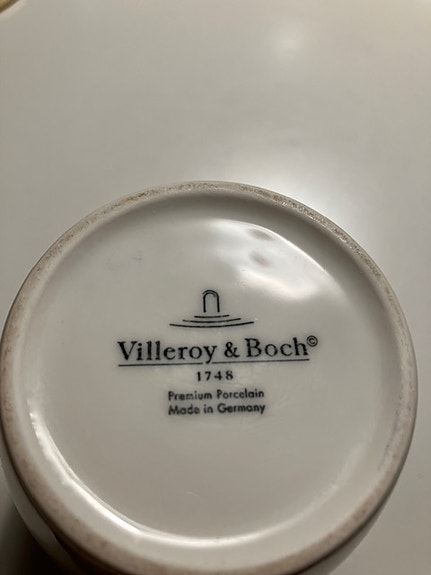 Villeroy & Boch©
1748
Premium Porcelain
Made in Germany